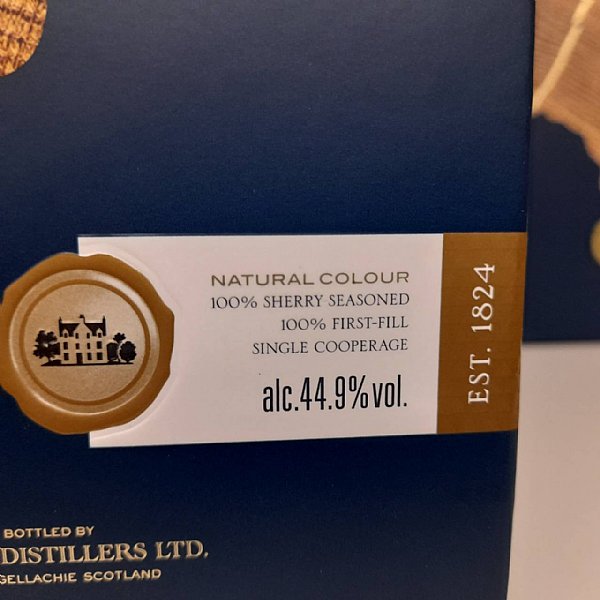 NATURAL COLOUR
100% SHERRY SEASONED
100% FIRST-FILL
SINGLE COOPERAGE
alc.44.9%vol.
EST. 1824
BOTTLED BY
DISTILLERS LTD.
GELLACHIE SCOTLAND